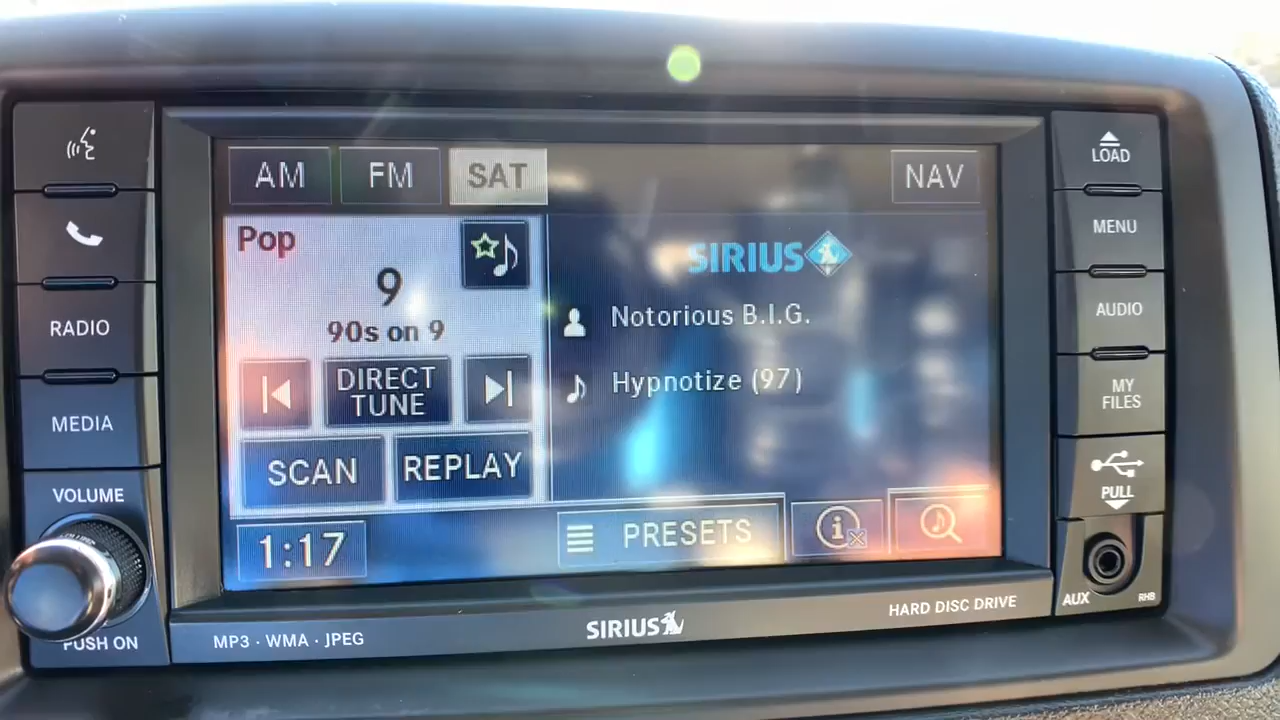 AM FM SAT NAV
Pop
9
90s on 9
DIRECT
TUNE
SCAN REPLAY
1:17
SIRIUS
Notorious B.I.G.
Hypnotize (97)
PRESETS
RADIO
MEDIA
VOLUME
PUSH ON
LOAD
MENU
AUDIO
MY
FILES
PULL
AUX RHB
MP3 · WMA · JPEG
SIRIUS
HARD DISC DRIVE